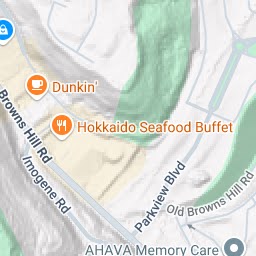 Dunkin'
Hokkaido Seafood Buffet
Browns Hill Rd
Imogene Rd
Parkview Blvd
Old Browns Hill Rd
AHAVA Memory Care